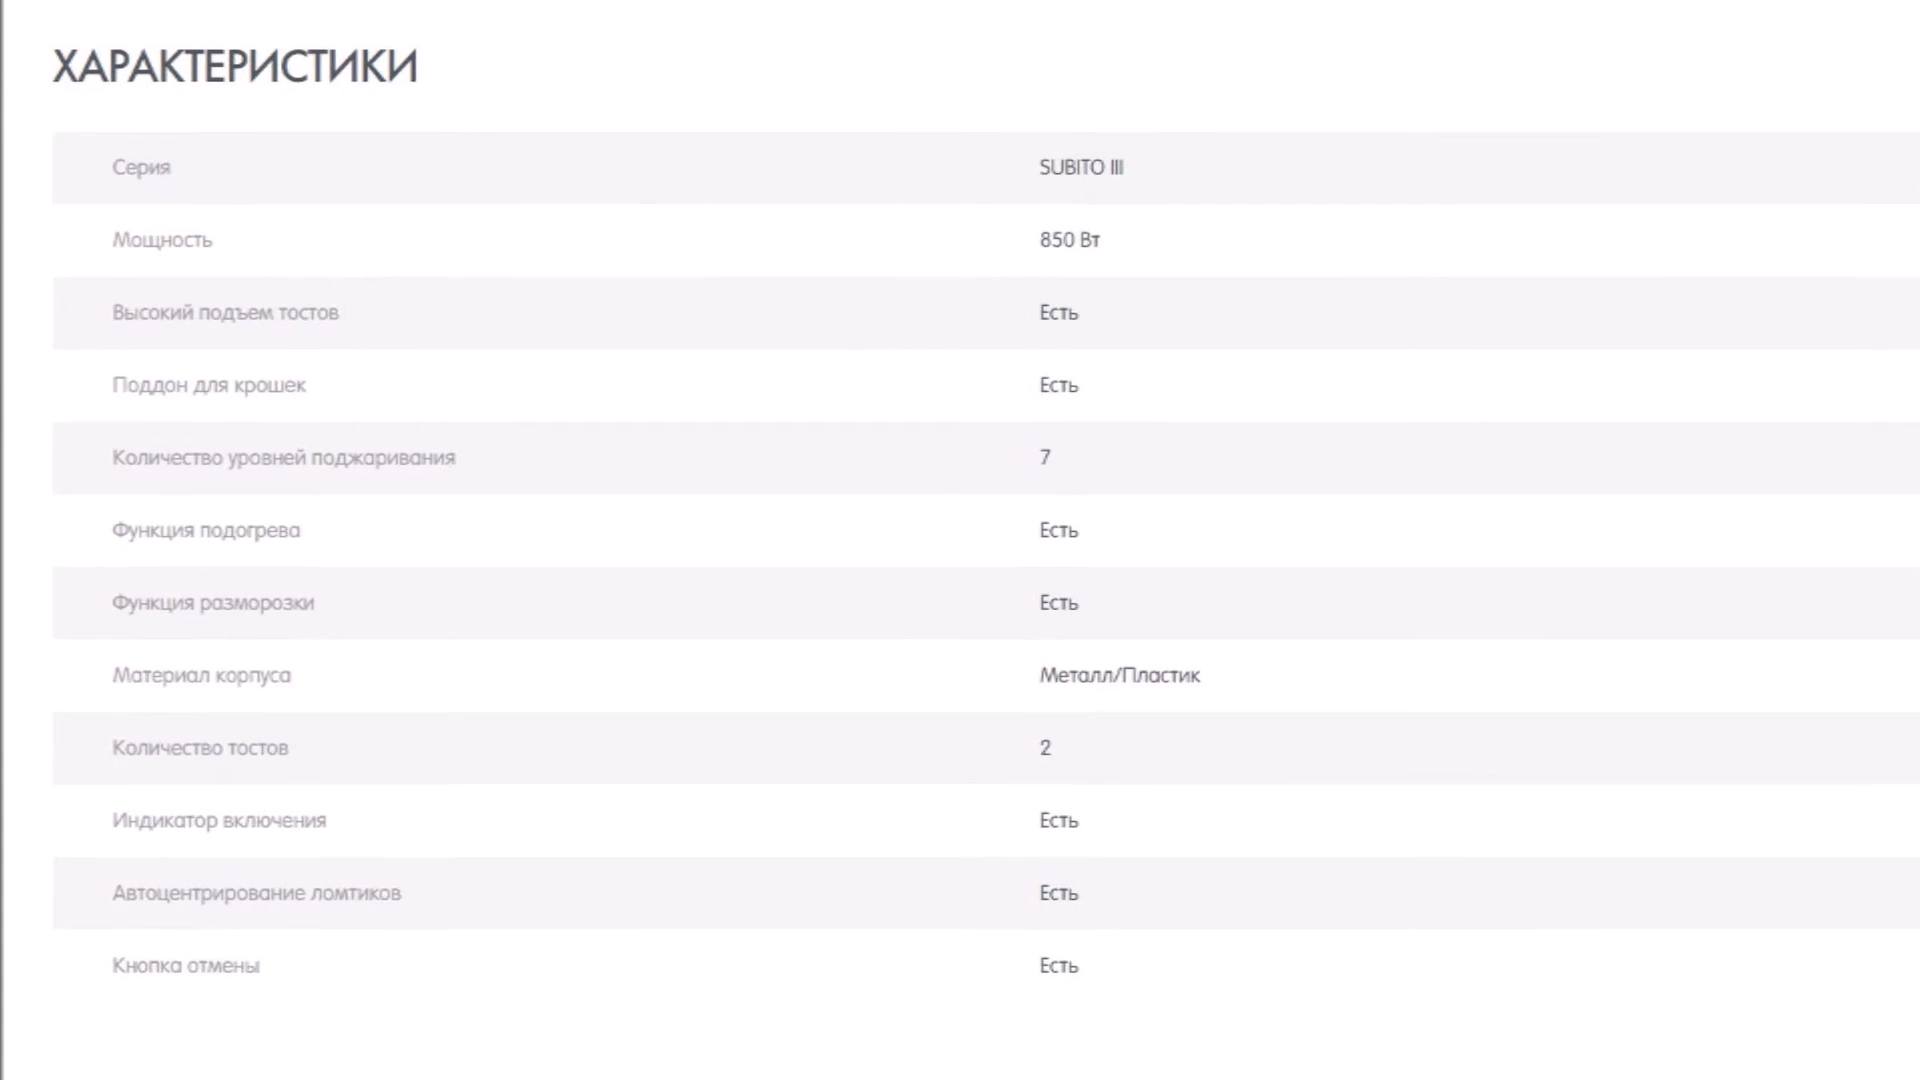 ХАРАКТЕРИСТИКИ
Серия SUBITO III
Мощность 850 Вт
Высокий подъем тостов Есть
Поддон для крошек Есть
Количество уровней поджаривания 7
Функция подогрева Есть
Функция разморозки Есть
Материал корпуса Металл/Пластик
Количество тостов 2
Индикатор включения Есть
Автоцентрирование ломтиков Есть
Кнопка отмены Есть